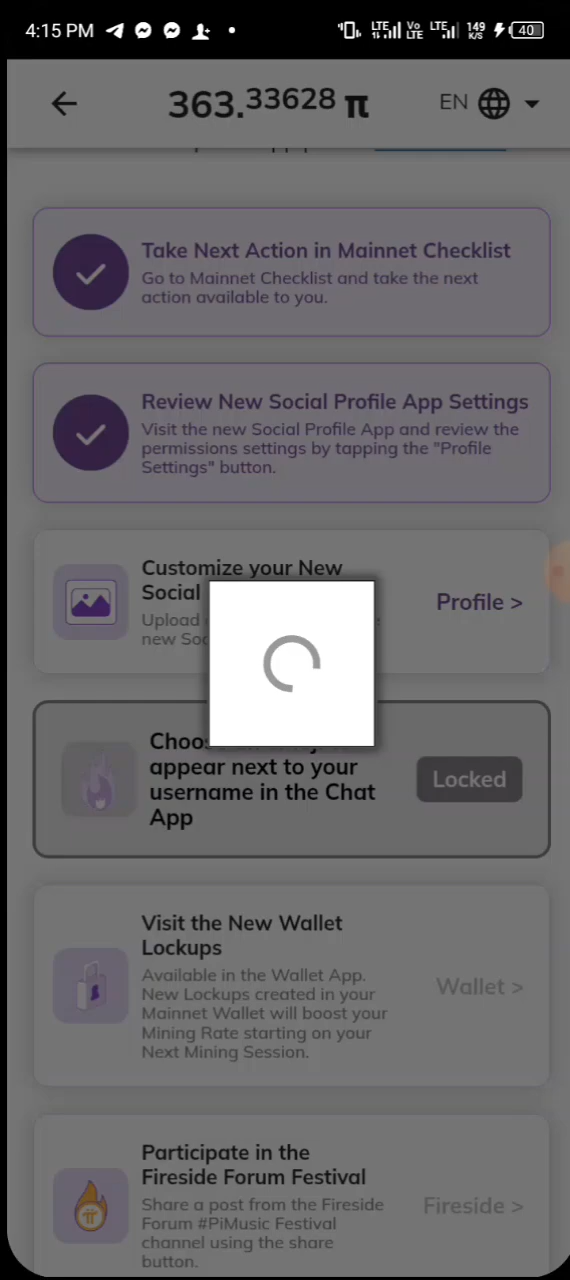 4:15 PM LTE Vo LTE LTE 149 K/S 40
363.33628 π EN
Take Next Action in Mainnet Checklist
Go to Mainnet Checklist and take the next
action available to you.
Review New Social Profile App Settings
Visit the new Social Profile App and review the
permissions settings by tapping the "Profile
Settings" button.
Customize your New
Social
Upload
new
Profile >
appear next to your
username in the Chat
App
Locked
Visit the New Wallet
Lockups
Available in the Wallet App.
New Lockups created in your
Mainnet Wallet will boost your
Mining Rate starting on your
Next Mining Session.
Wallet >
Participate in the
Fireside Forum Festival
Share a post from the Fireside
Forum #PiMusic Festival
channel using the share
button.
Fireside >